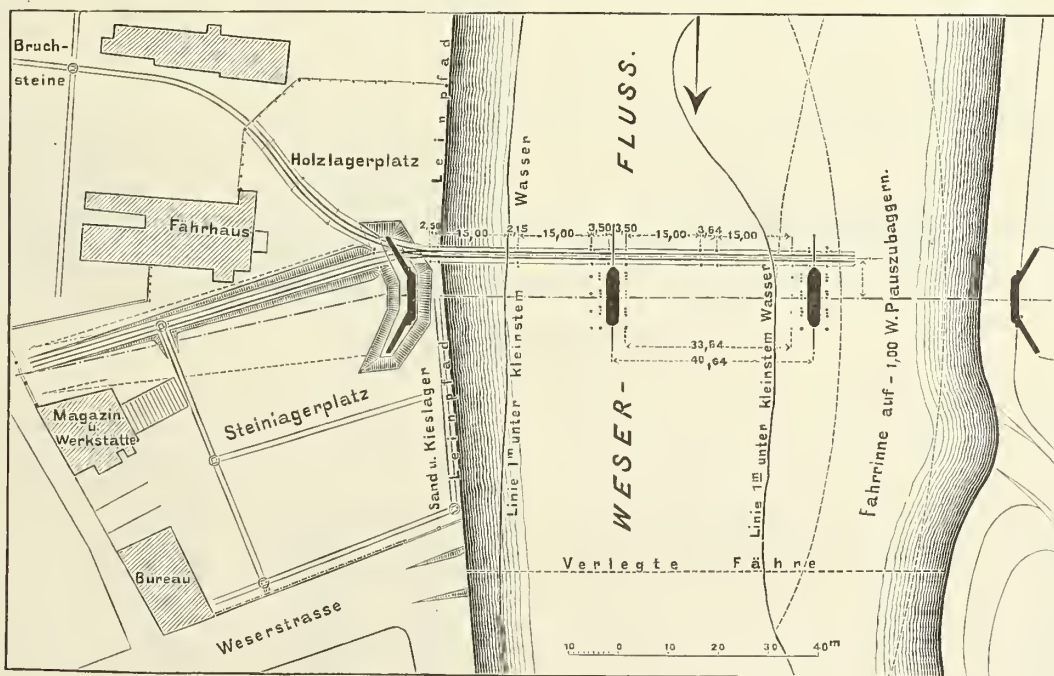 Bruch-
steine
Holzlagerplatz
Fährhaus
Leinpfad
Wasser
FLUSS.
2,50
15,00
2,15
15,00
3,50
3,50
15,00
3,64
15,00
33,64
40,64
Magazin
u.
Werkstätte
Steinlagerplatz
Sand u. Kieslager
Leinpfad
Linie 1m unter kleinstem
WESER-
Linie 1m unter kleinstem Wasser
Fahrrinne auf - 1,00 W.P. auszubaggern.
Bureau
Weserstrasse
Verlegte Fähre
10 0 10 20 30 40m